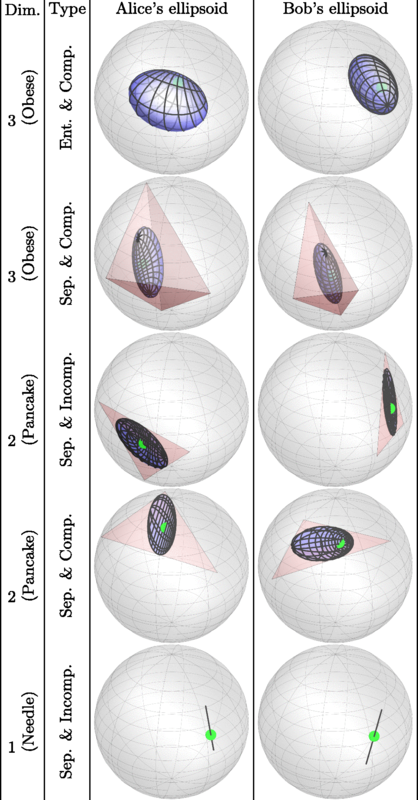 Dim. Type Alice's ellipsoid Bob's ellipsoid
3 (Obese) Ent. & Comp.
3 (Obese) Sep. & Comp.
2 (Pancake) Sep. & Incomp.
2 (Pancake) Sep. & Comp.
1 (Needle) Sep. & Incomp.